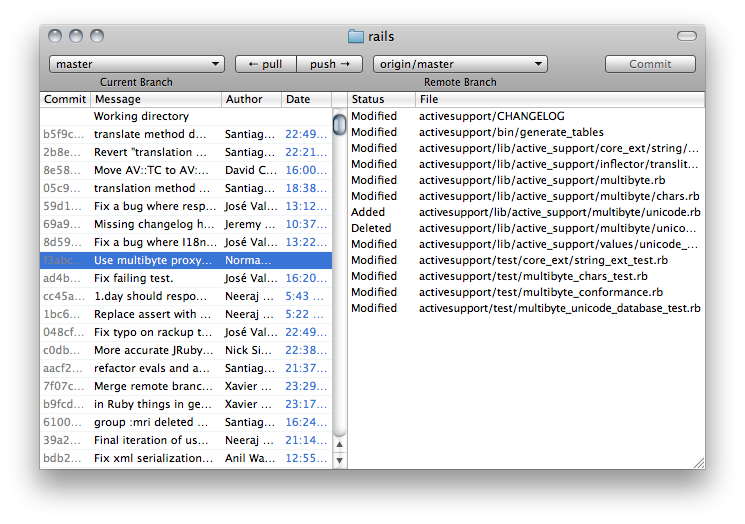 rails
master
← pull
push →
origin/master
Commit
Current Branch
Remote Branch
Commit Message Author Date
Working directory
b5f9c... translate method d... Santiag... 22:49...
2b8e... Revert "translation ... Santiag... 22:21...
8e58... Move AV::TC to AV:... David C... 16:00...
05c9... translation method ... Santiag... 18:38...
59d1... Fix a bug where resp... José Val... 13:12...
69a9... Missing changelog h... Jeremy ... 10:37...
8d59... Fix a bug where I18n... José Val... 13:22...
f3abc... Use multibyte proxy... Norma...
ad4b... Fix failing test. José Val... 16:20...
cc45a... 1.day should respo... Neeraj ... 5:43 ...
1bc6... Replace assert with ... Neeraj ... 5:22 ...
048cf... Fix typo on rackup t... José Val... 22:49...
c0db... More accurate JRuby... Nick Si... 22:38...
aacf2... refactor evals and a... Santiag... 21:37...
7f07c... Merge remote branc... Xavier ... 23:29...
b9fcd... in Ruby things in ge... Xavier ... 23:17...
6100... group :mri deleted ... Santiag... 16:24...
39a2... Final iteration of us... Neeraj ... 21:14...
bdb2... Fix xml serialization... Anil Wa... 12:55...
Status File
Modified activesupport/CHANGELOG
Modified activesupport/bin/generate_tables
Modified activesupport/lib/active_support/core_ext/string/...
Modified activesupport/lib/active_support/inflector/translit...
Modified activesupport/lib/active_support/multibyte.rb
Modified activesupport/lib/active_support/multibyte/chars.rb
Added activesupport/lib/active_support/multibyte/unicode.rb
Deleted activesupport/lib/active_support/multibyte/unico...
Modified activesupport/lib/active_support/values/unicode_...
Modified activesupport/test/core_ext/string_ext_test.rb
Modified activesupport/test/multibyte_chars_test.rb
Modified activesupport/test/multibyte_conformance.rb
Modified activesupport/test/multibyte_unicode_database_test.rb